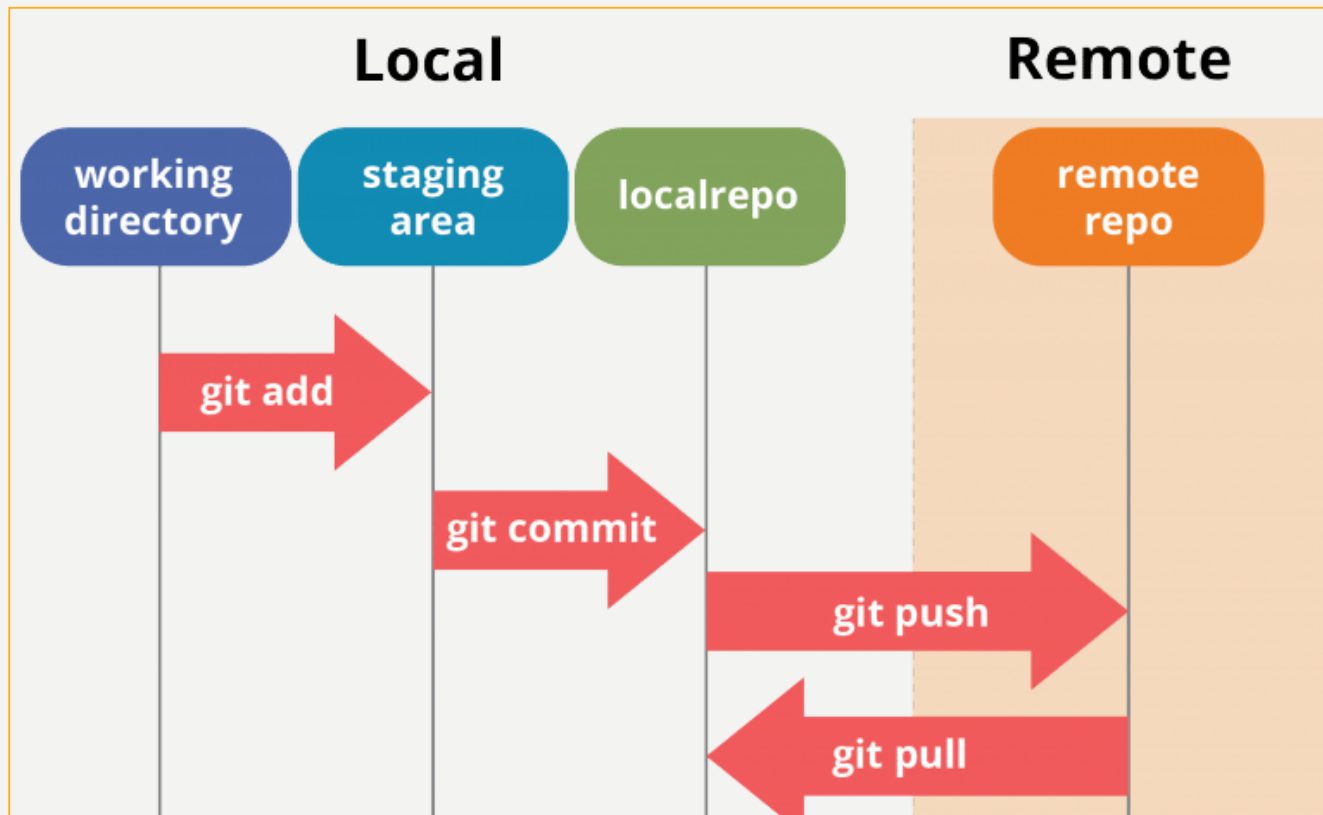 Local
Remote
working
directory
staging
area
localrepo
remote
repo
git add
git commit
git push
git pull